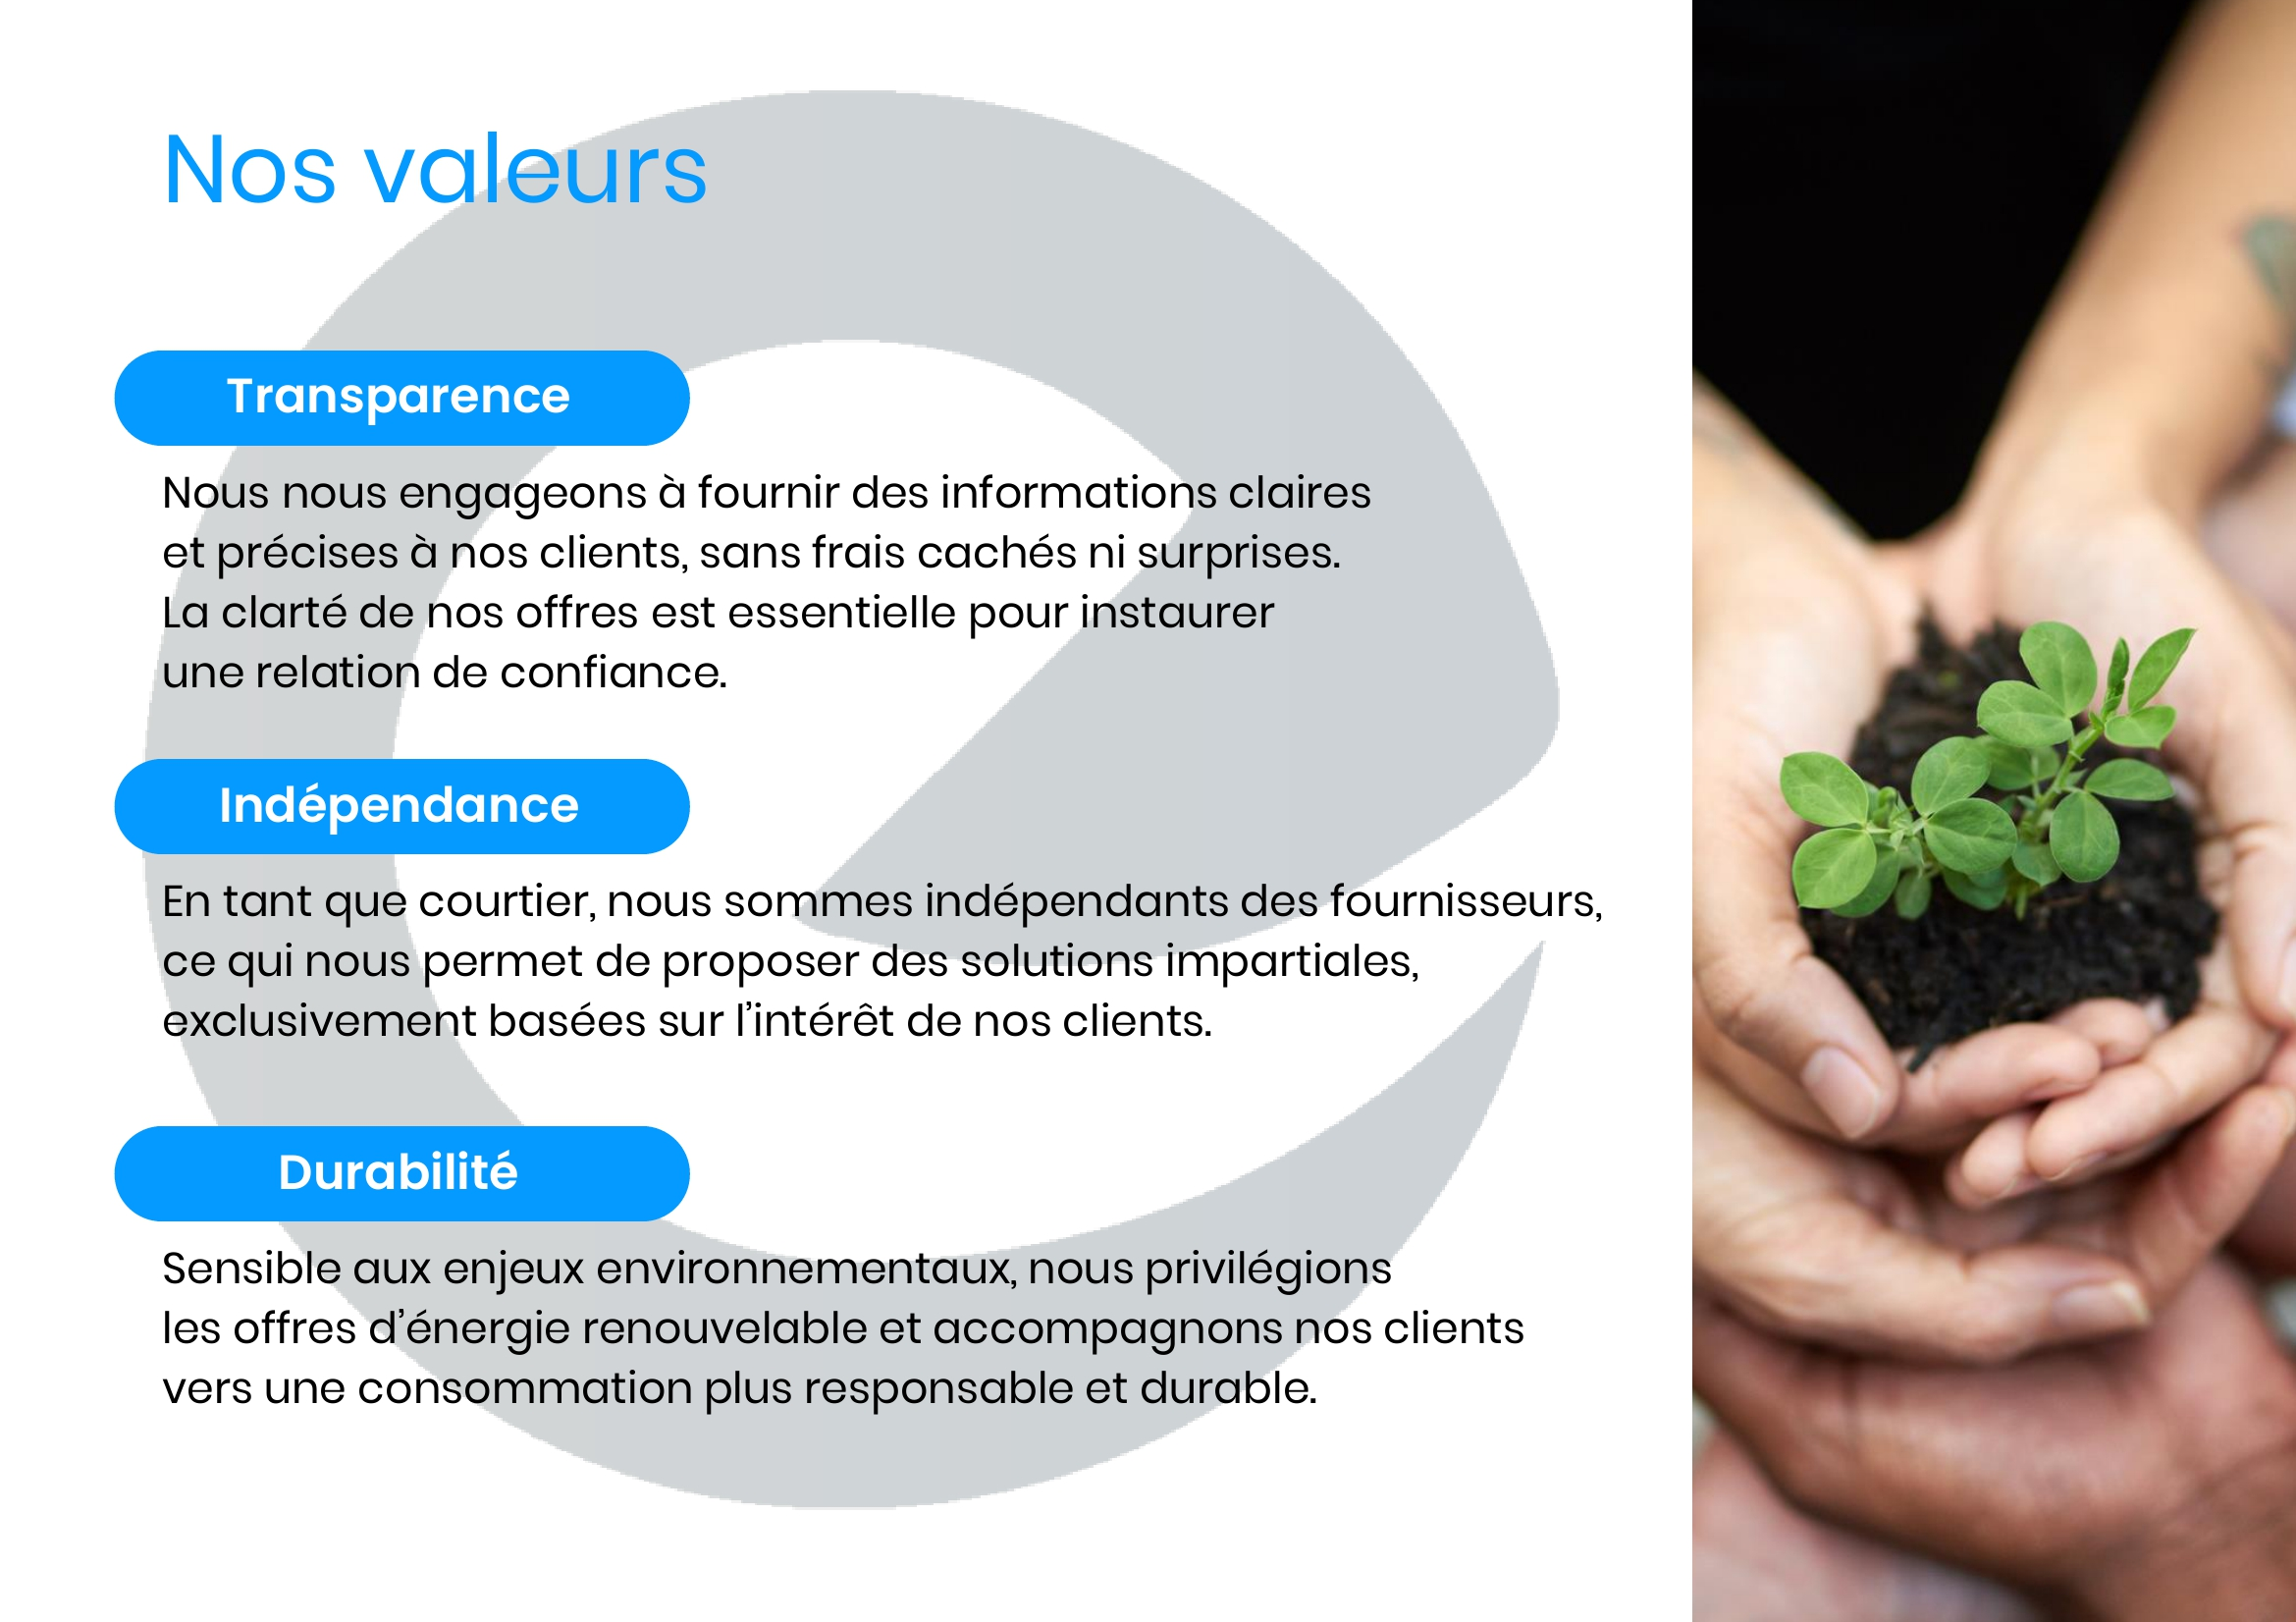 Nos valeurs
Transparence
Nous nous engageons à fournir des informations claires
et précises à nos clients, sans frais cachés ni surprises.
La clarté de nos offres est essentielle pour instaurer
une relation de confiance.
Indépendance
En tant que courtier, nous sommes indépendants des fournisseurs,
ce qui nous permet de proposer des solutions impartiales,
exclusivement basées sur l’intérêt de nos clients.
Durabilité
Sensible aux enjeux environnementaux, nous privilégions
les offres d’énergie renouvelable et accompagnons nos clients
vers une consommation plus responsable et durable.